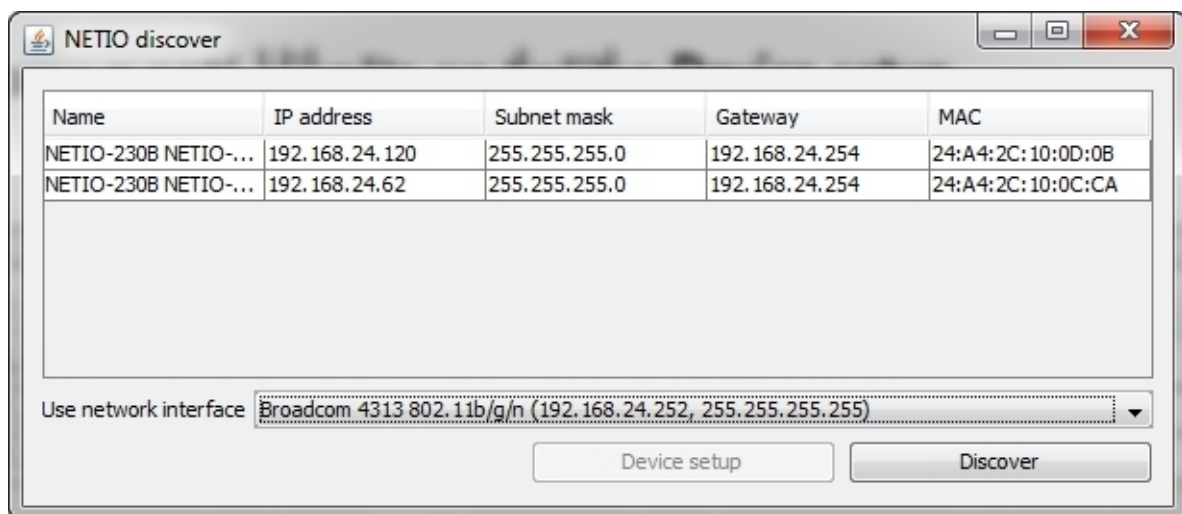 NETIO discover
Name IP address Subnet mask Gateway MAC
NETIO-230B NETIO-... 192.168.24.120 255.255.255.0 192.168.24.254 24:A4:2C:10:0D:0B
NETIO-230B NETIO-... 192.168.24.62 255.255.255.0 192.168.24.254 24:A4:2C:10:0C:CA
Use network interface Broadcom 4313 802.11b/g/n (192.168.24.252, 255.255.255.255)
Device setup Discover